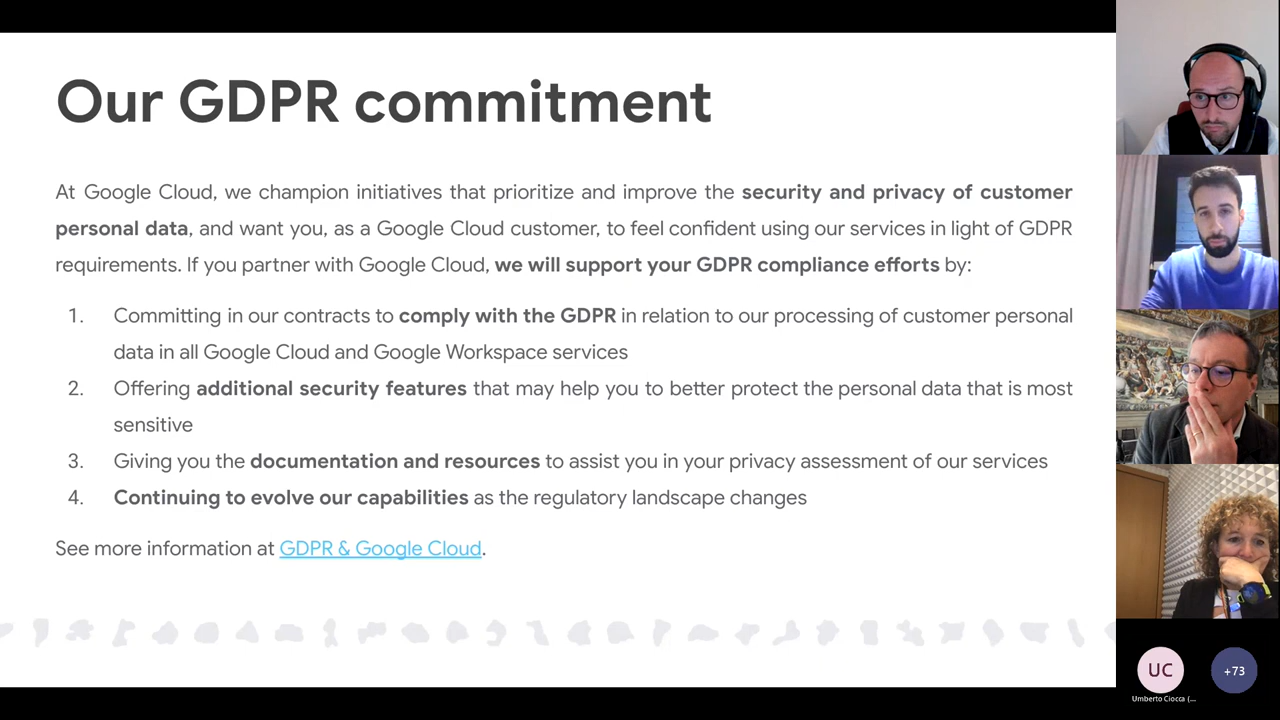 Our GDPR commitment
At Google Cloud, we champion initiatives that prioritize and improve the security and privacy of customer
personal data, and want you, as a Google Cloud customer, to feel confident using our services in light of GDPR
requirements. If you partner with Google Cloud, we will support your GDPR compliance efforts by:
1. Committing in our contracts to comply with the GDPR in relation to our processing of customer personal
data in all Google Cloud and Google Workspace services
2. Offering additional security features that may help you to better protect the personal data that is most
sensitive
3. Giving you the documentation and resources to assist you in your privacy assessment of our services
4. Continuing to evolve our capabilities as the regulatory landscape changes
See more information at GDPR & Google Cloud.
UC
+73
Umberto Ciocca (...